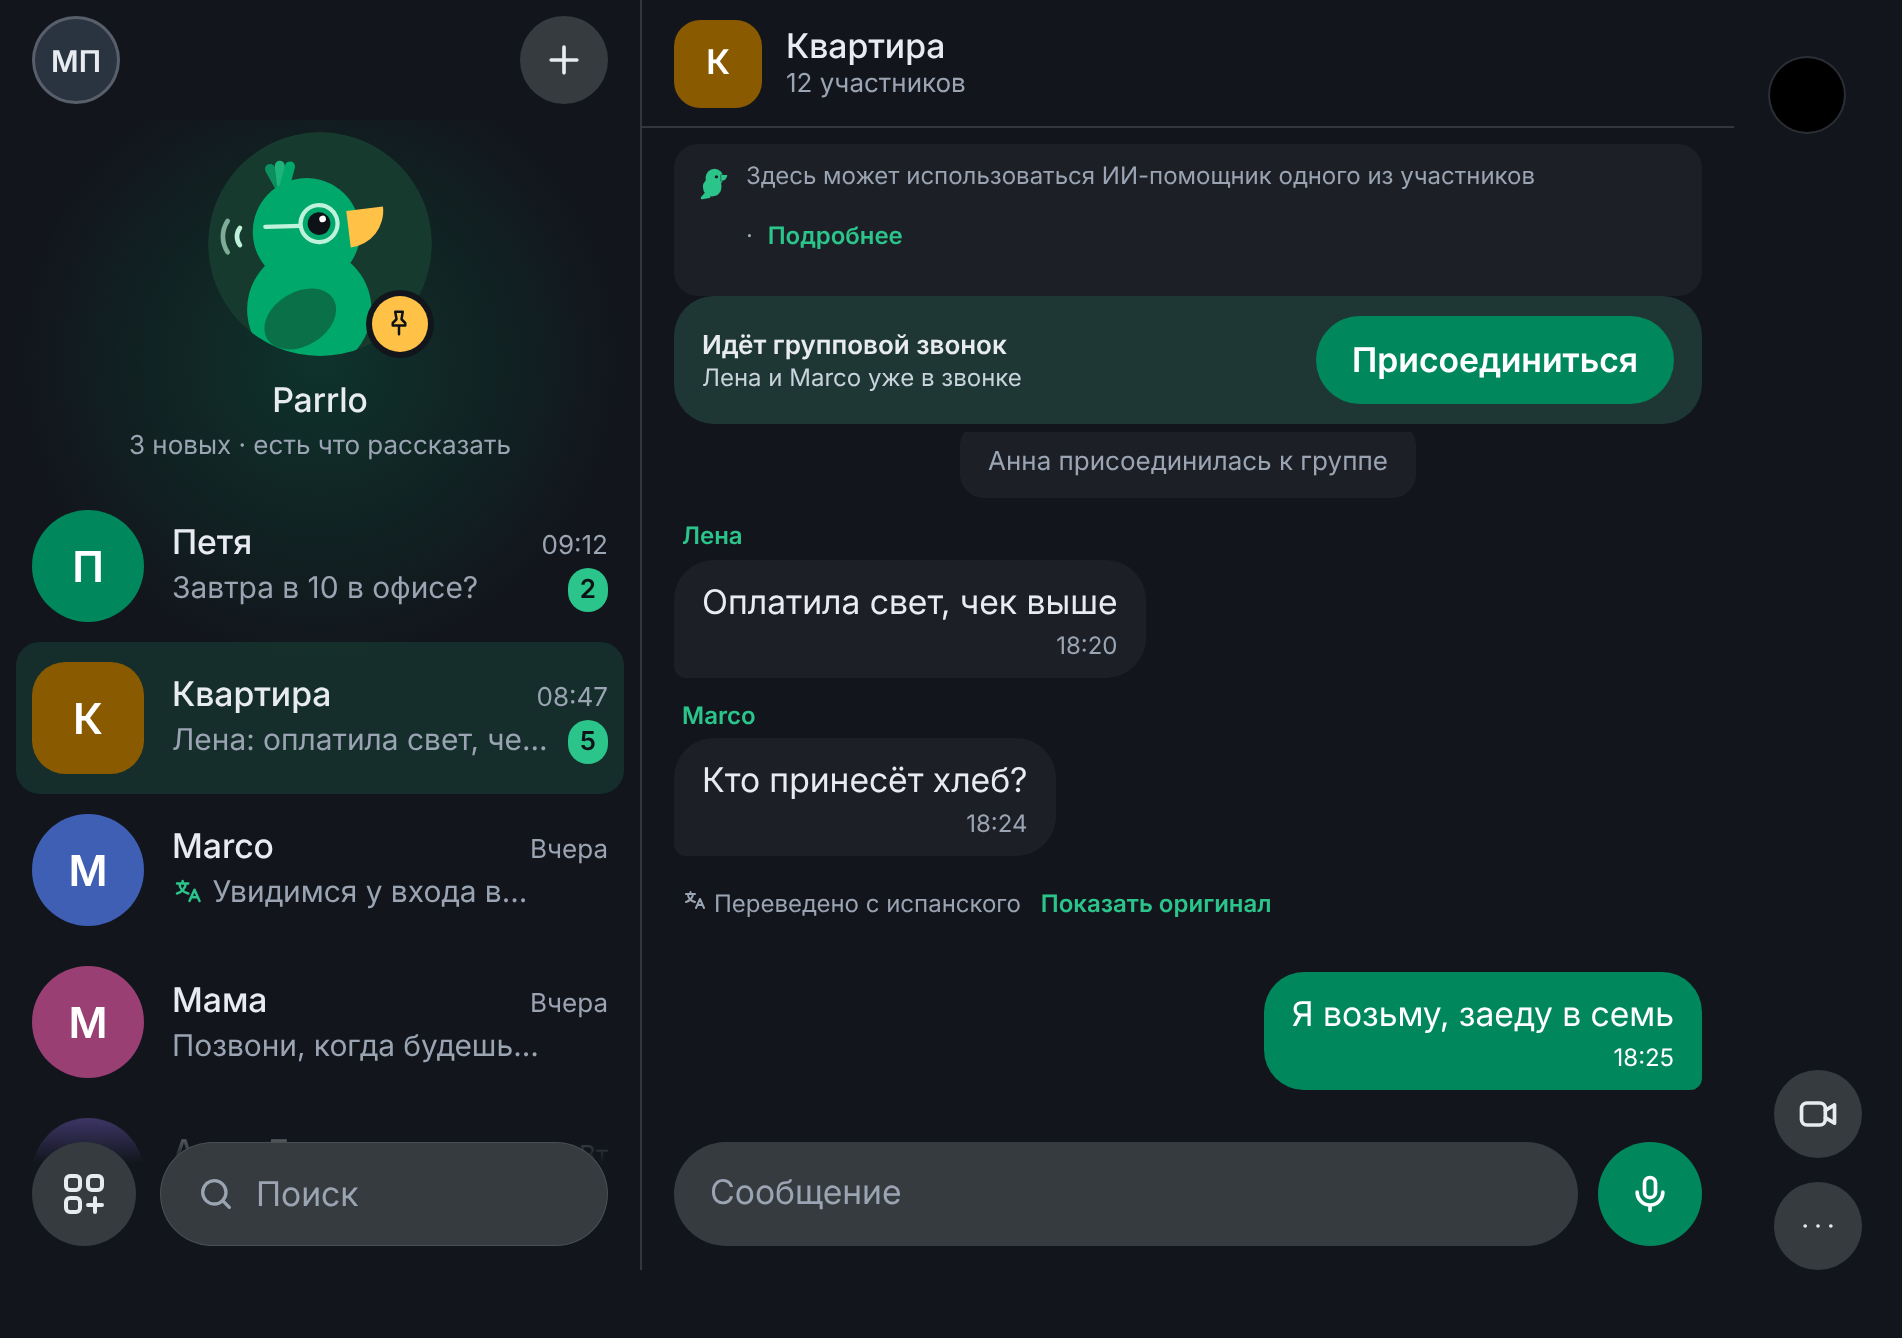 МП
Parrlo
3 новых · есть что рассказать
П
Петя
09:12
Завтра в 10 в офисе?
2
К
Квартира
08:47
Лена: оплатила свет, че...
5
M
Marco
Вчера
Увидимся у входа в...
М
Мама
Вчера
Позвони, когда будешь...
Поиск
К
Квартира
12 участников
Здесь может использоваться ИИ-помощник одного из участников
· Подробнее
Идёт групповой звонок
Лена и Marco уже в звонке
Присоединиться
Анна присоединилась к группе
Лена
Оплатила свет, чек выше
18:20
Marco
Кто принесёт хлеб?
18:24
Переведено с испанского Показать оригинал
Я возьму, заеду в семь
18:25
Сообщение